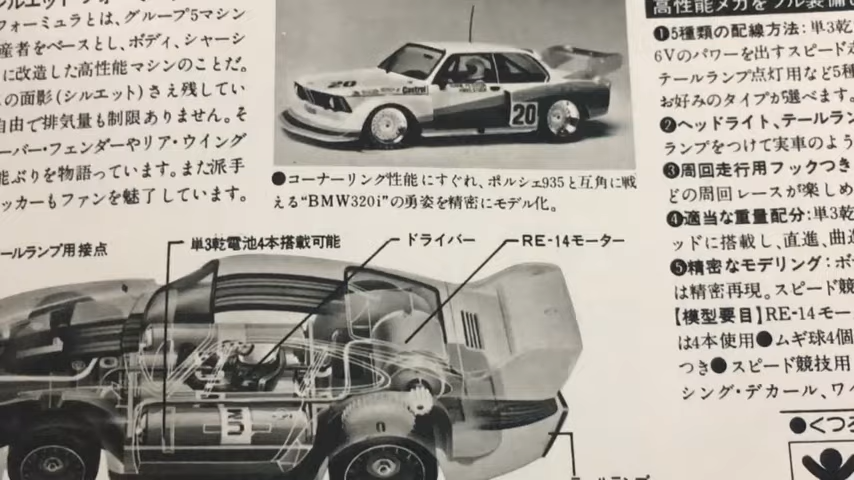 フォーミュラとは、グループ5マシン
産者をベースとし、ボディ、シャーシ
に改造した高性能マシンのことだ。
の面影(シルエット)さえ残してい
自由で排気量も制限ありません。そ
ーバー・フェンダーやリア・ウイング
能ぶりを物語っています。また派手
ッカーもファンを魅了しています。
20
Castrol
20
●コーナーリング性能にすぐれ、ポルシェ935と互角に戦
える“BMW320i”の勇姿を精密にモデル化。
ールランプ用接点
単3乾電池4本搭載可能
ドライバー
RE-14モーター
UM
高性能メカをフル装備
❶5種類の配線方法:単3乾
6Vのパワーを出すスピード
テールランプ点灯用など5種
お好みのタイプが選べます。
❷ヘッドライト、テールラン
ランプをつけて実車のよう
❸周回走行用フックつき
どの周回レースが楽しめ
❹適当な重量配分:単3
ッドに搭載し、直進、曲
❺精密なモデリング:ボ
は精密再現。スピード競
【模型要目】RE-14モー
は4本使用●ムギ球4個
つき●スピード競技用
シング・デカール、ワ
●くつろ